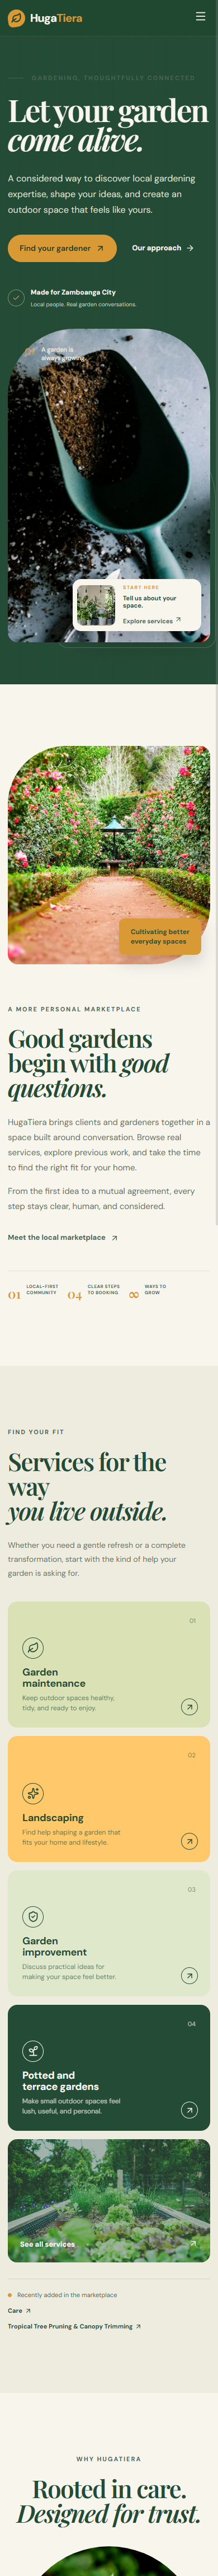 HugaTiera
GARDENING, THOUGHTFULLY CONNECTED
Let your garden
come alive.
A considered way to discover local gardening
expertise, shape your ideas, and create an
outdoor space that feels like yours.
Find your gardener
Our approach
Made for Zamboanga City
Local people. Real garden conversations.
A garden is
always growing.
START HERE
Tell us about your
space.
Explore services
Cultivating better
everyday spaces
A MORE PERSONAL MARKETPLACE
Good gardens
begin with good
questions.
HugaTiera brings clients and gardeners together in a
space built around conversation. Browse real
services, explore previous work, and take the time
to find the right fit for your home.
From the first idea to a mutual agreement, every
step stays clear, human, and considered.
Meet the local marketplace
01 LOCAL-FIRST
COMMUNITY
04 CLEAR STEPS
TO BOOKING
∞ WAYS TO
GROW
FIND YOUR FIT
Services for the
way
you live outside.
Whether you need a gentle refresh or a complete
transformation, start with the kind of help your
garden is asking for.
01
Garden
maintenance
Keep outdoor spaces healthy,
tidy, and ready to enjoy.
02
Landscaping
Find help shaping a garden that
fits your home and lifestyle.
03
Garden
improvement
Discuss practical ideas for
making your space feel better.
04
Potted and
terrace gardens
Make small outdoor spaces feel
lush, useful, and personal.
See all services
Recently added in the marketplace
Care
Tropical Tree Pruning & Canopy Trimming
WHY HUGATIERA
Rooted in care.
Designed for trust.